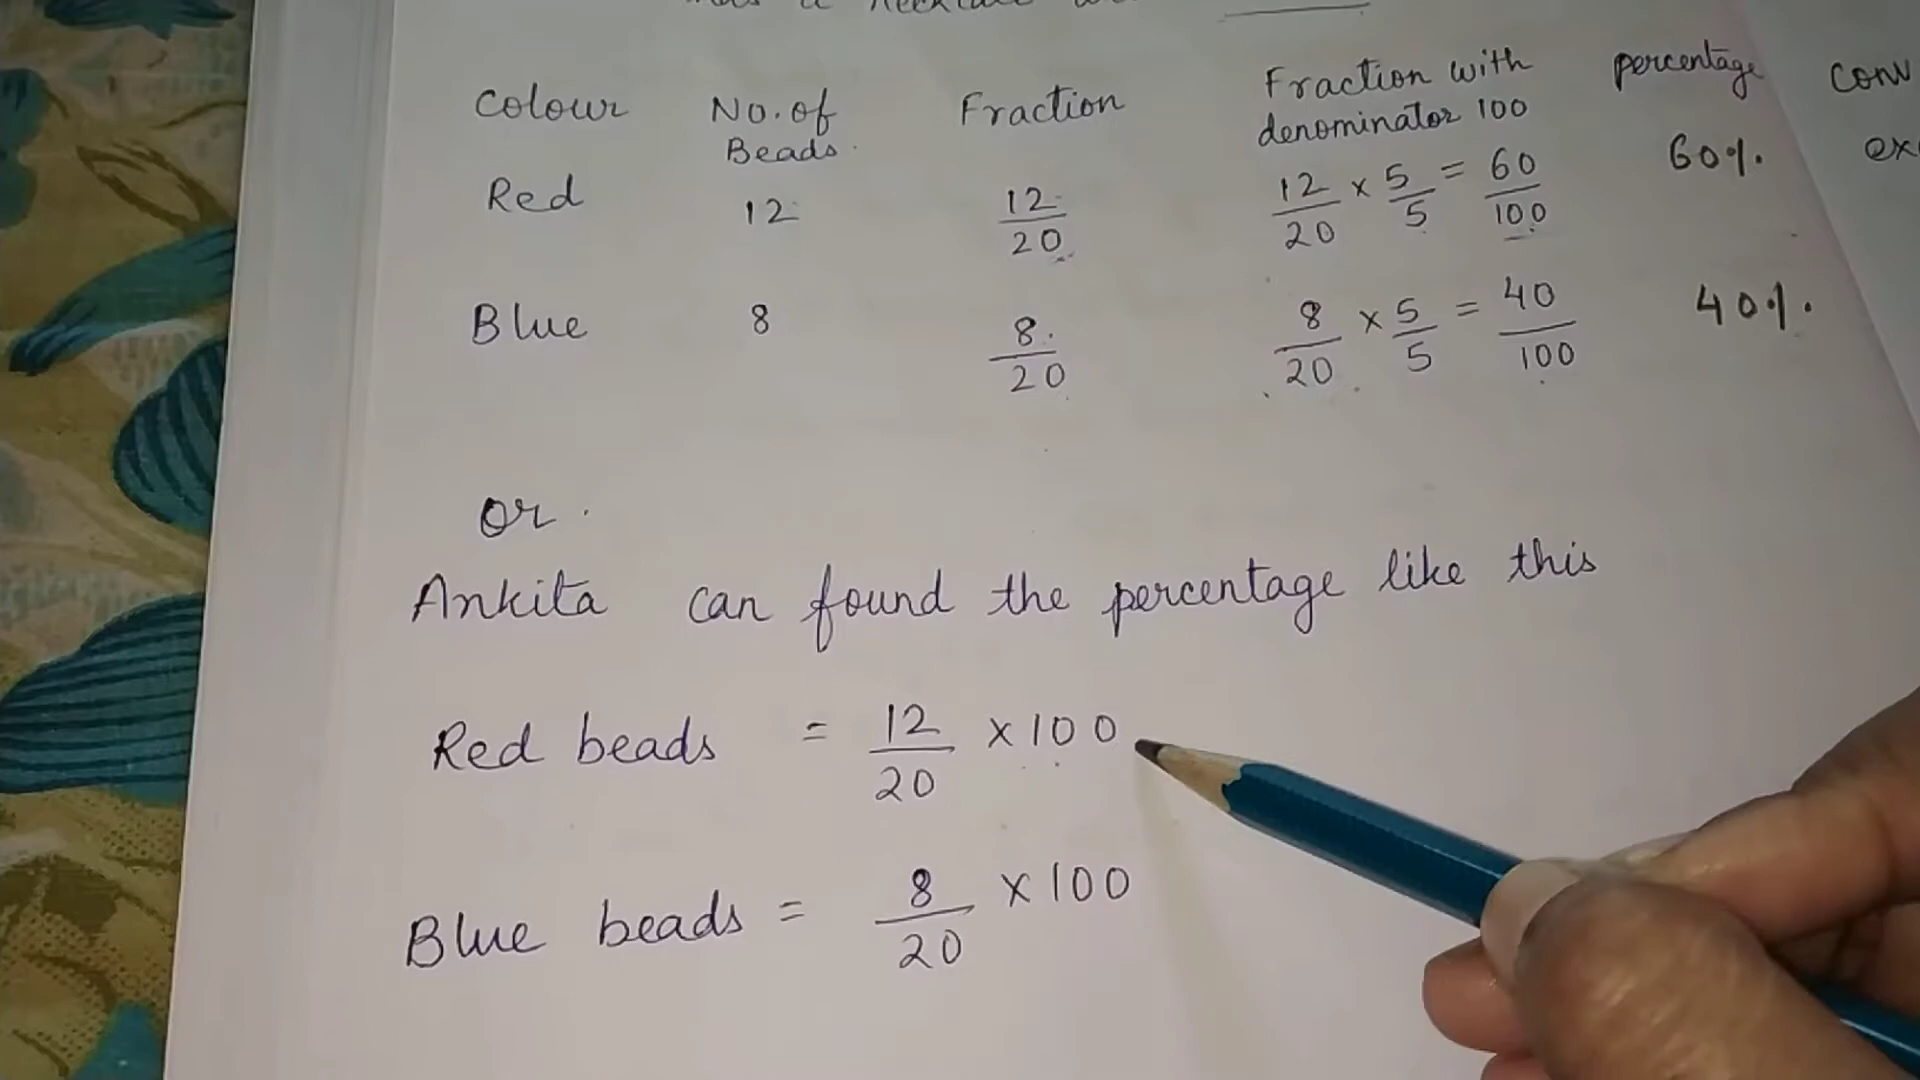 a necklace
Colour No. of Beads. Fraction Fraction with denominator 100 percentage
Red 12 12/20 12/20 x 5/5 = 60/100 60%.
Blue 8 8/20 8/20 x 5/5 = 40/100 40%.
or.
Ankita can found the percentage like this
Red beads = 12/20 x 100
Blue beads = 8/20 x 100